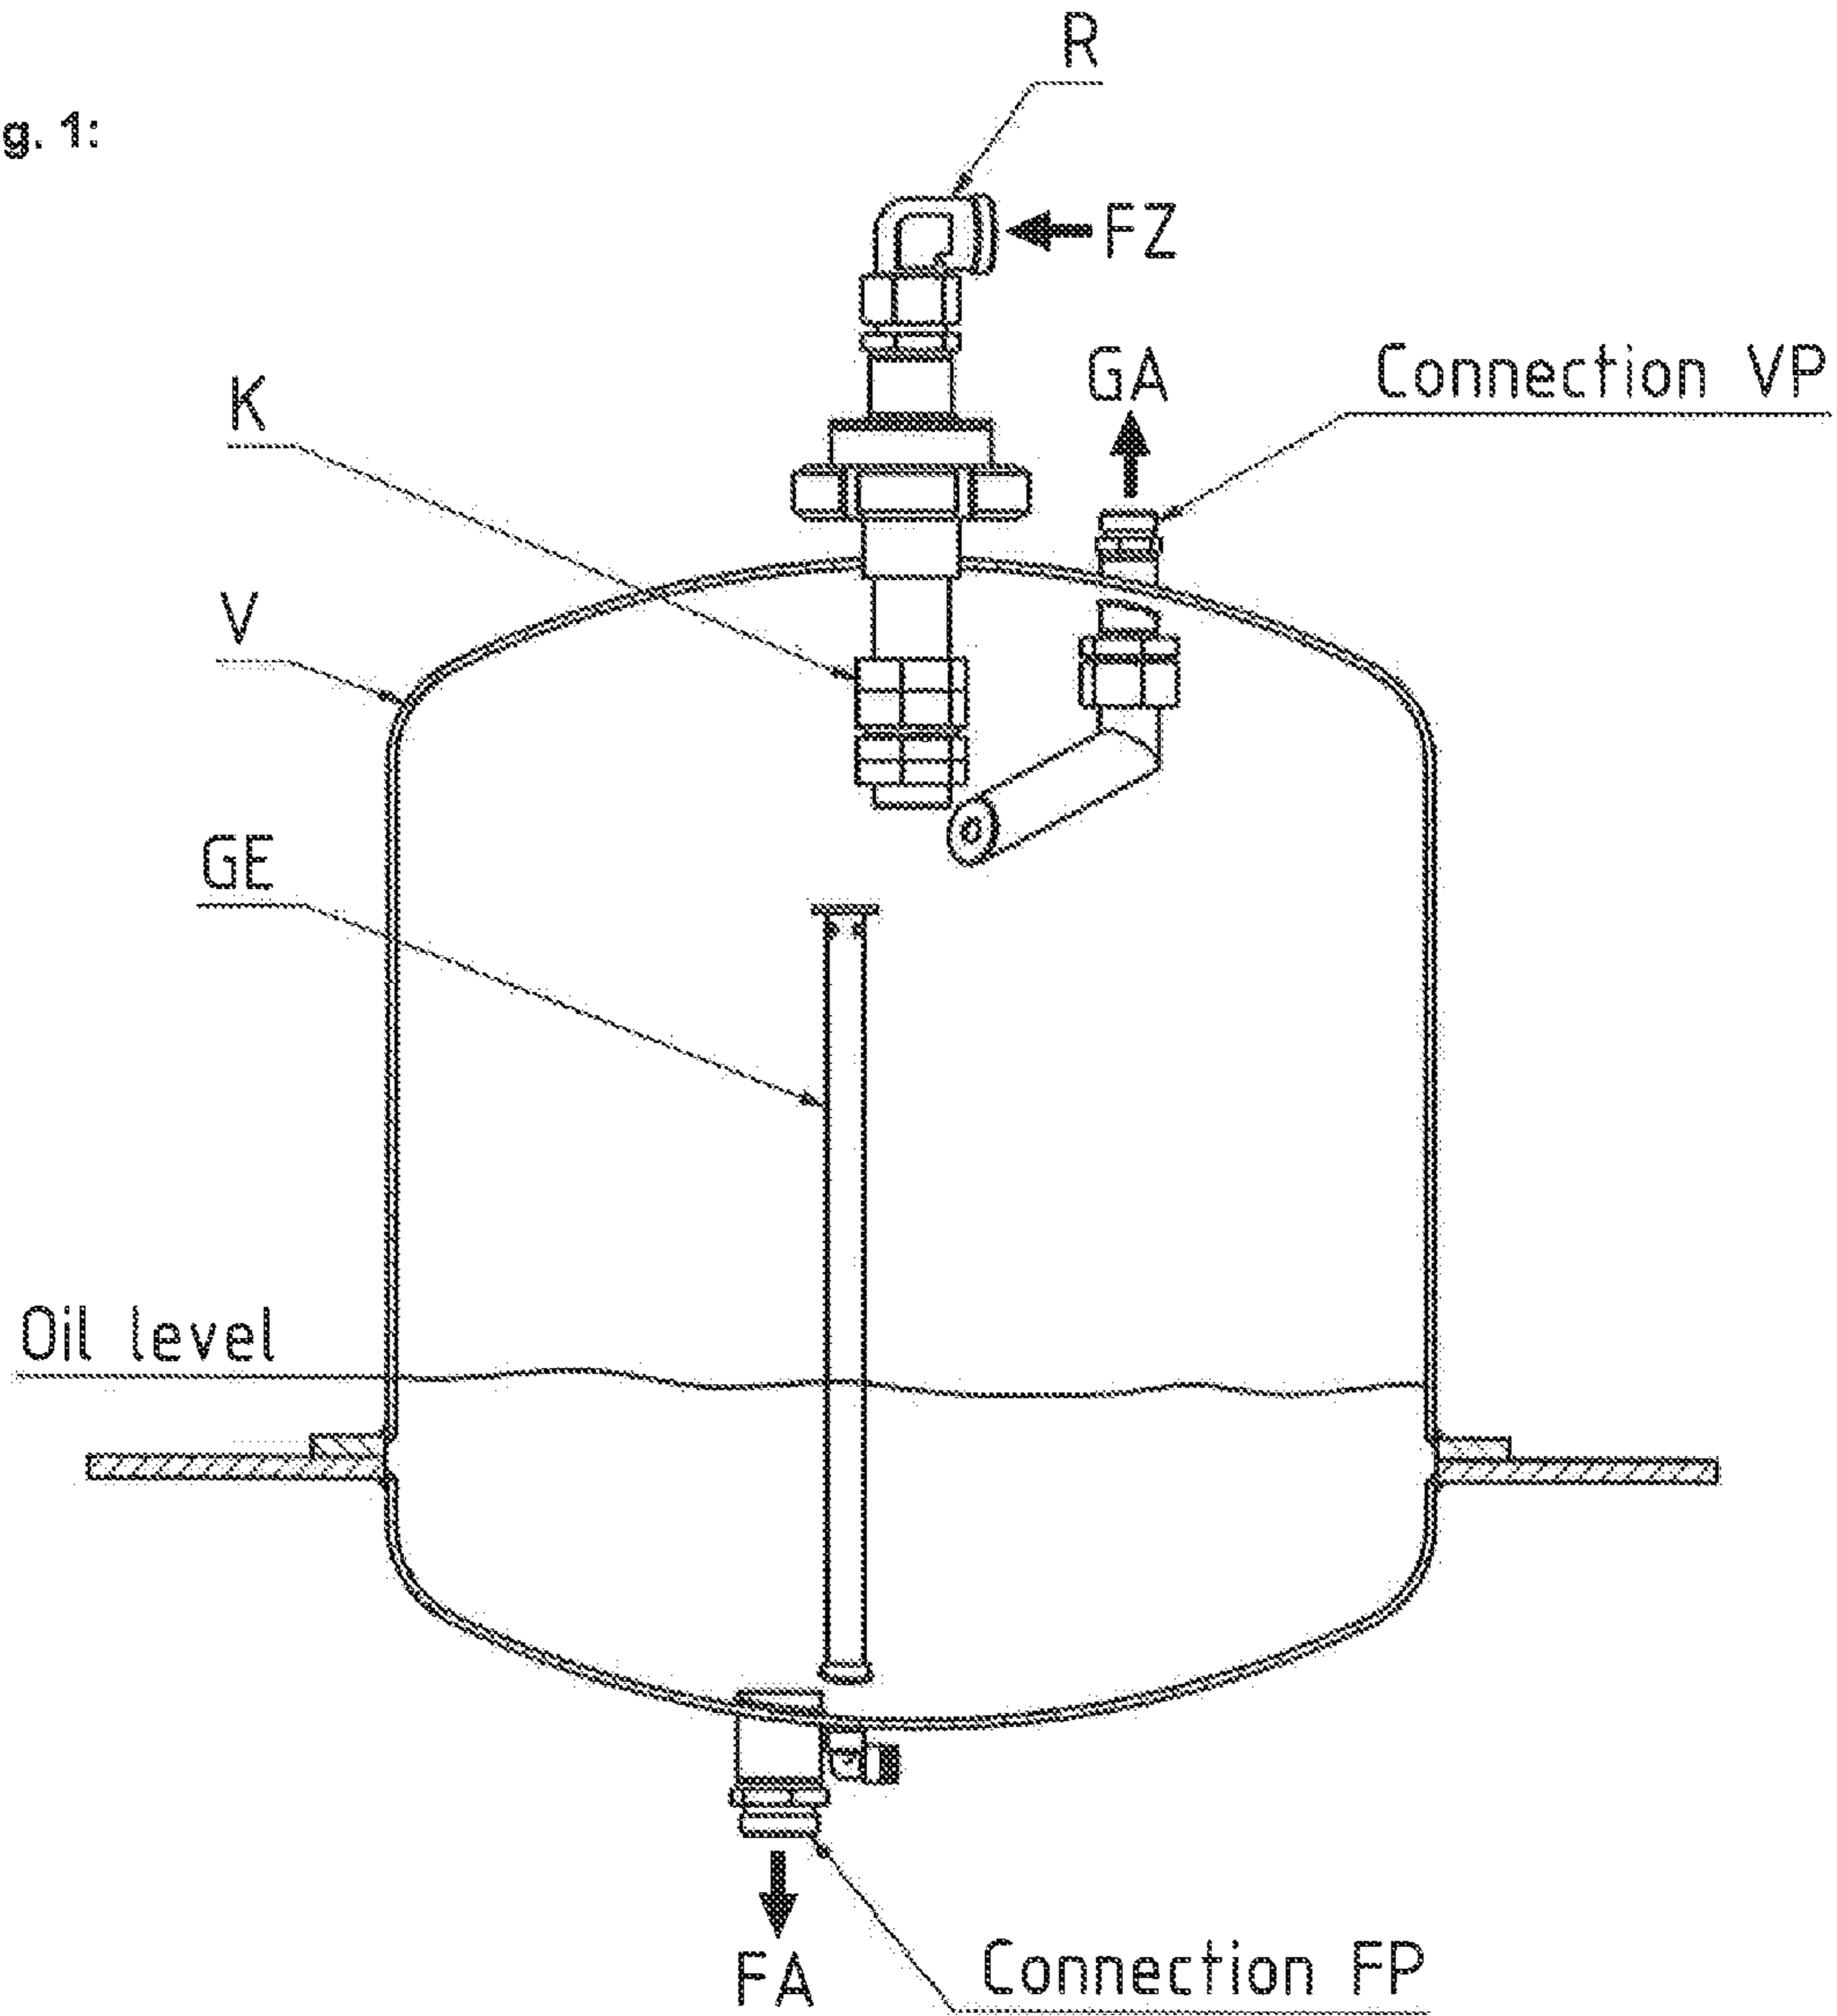 R
g. 1:
FZ
GA
Connection VP
K
V
GE
Oil level
FA
Connection FP